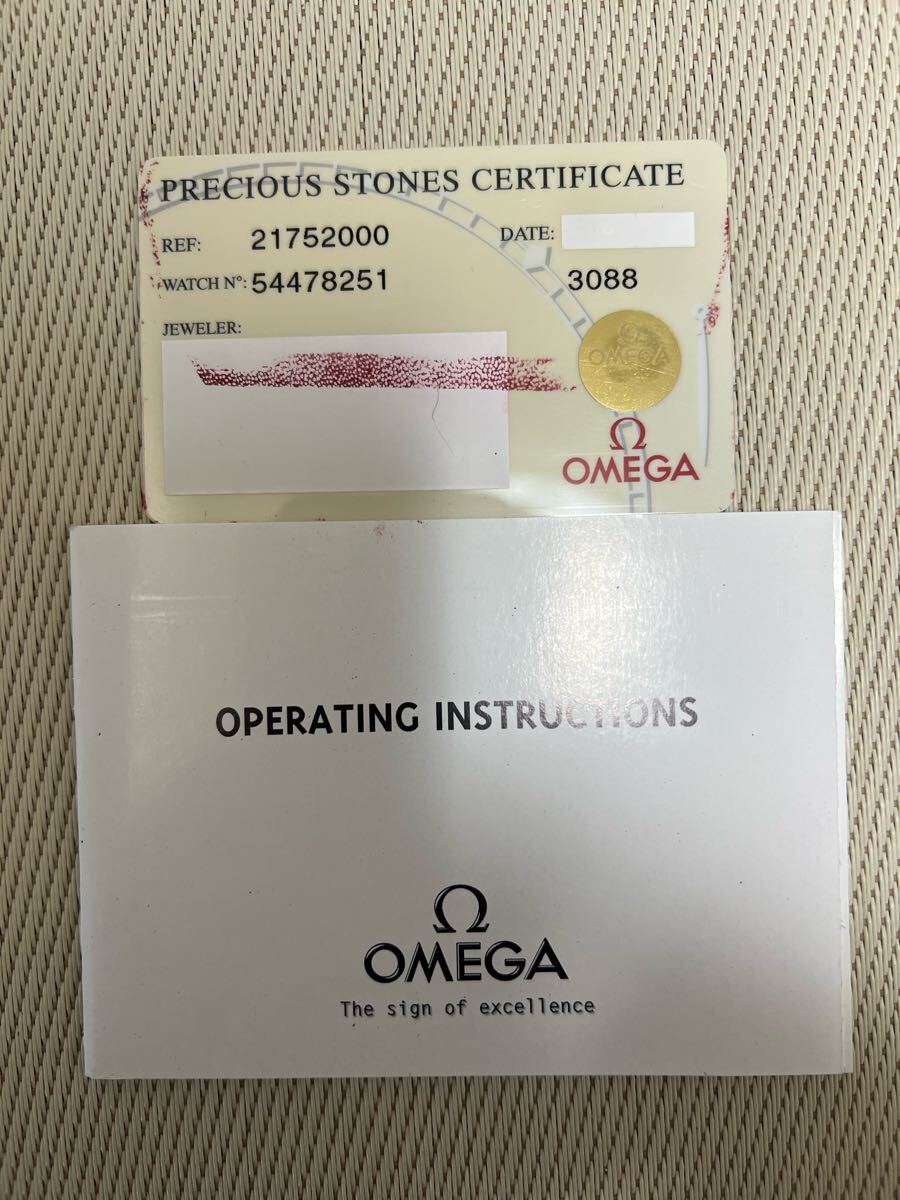 PRECIOUS STONES CERTIFICATE
REF: 21752000 DATE:
WATCH Nº: 54478251 3088
JEWELER:
OMEGA
Ω
OMEGA
OPERATING INSTRUCTIONS
Ω
OMEGA
The sign of excellence